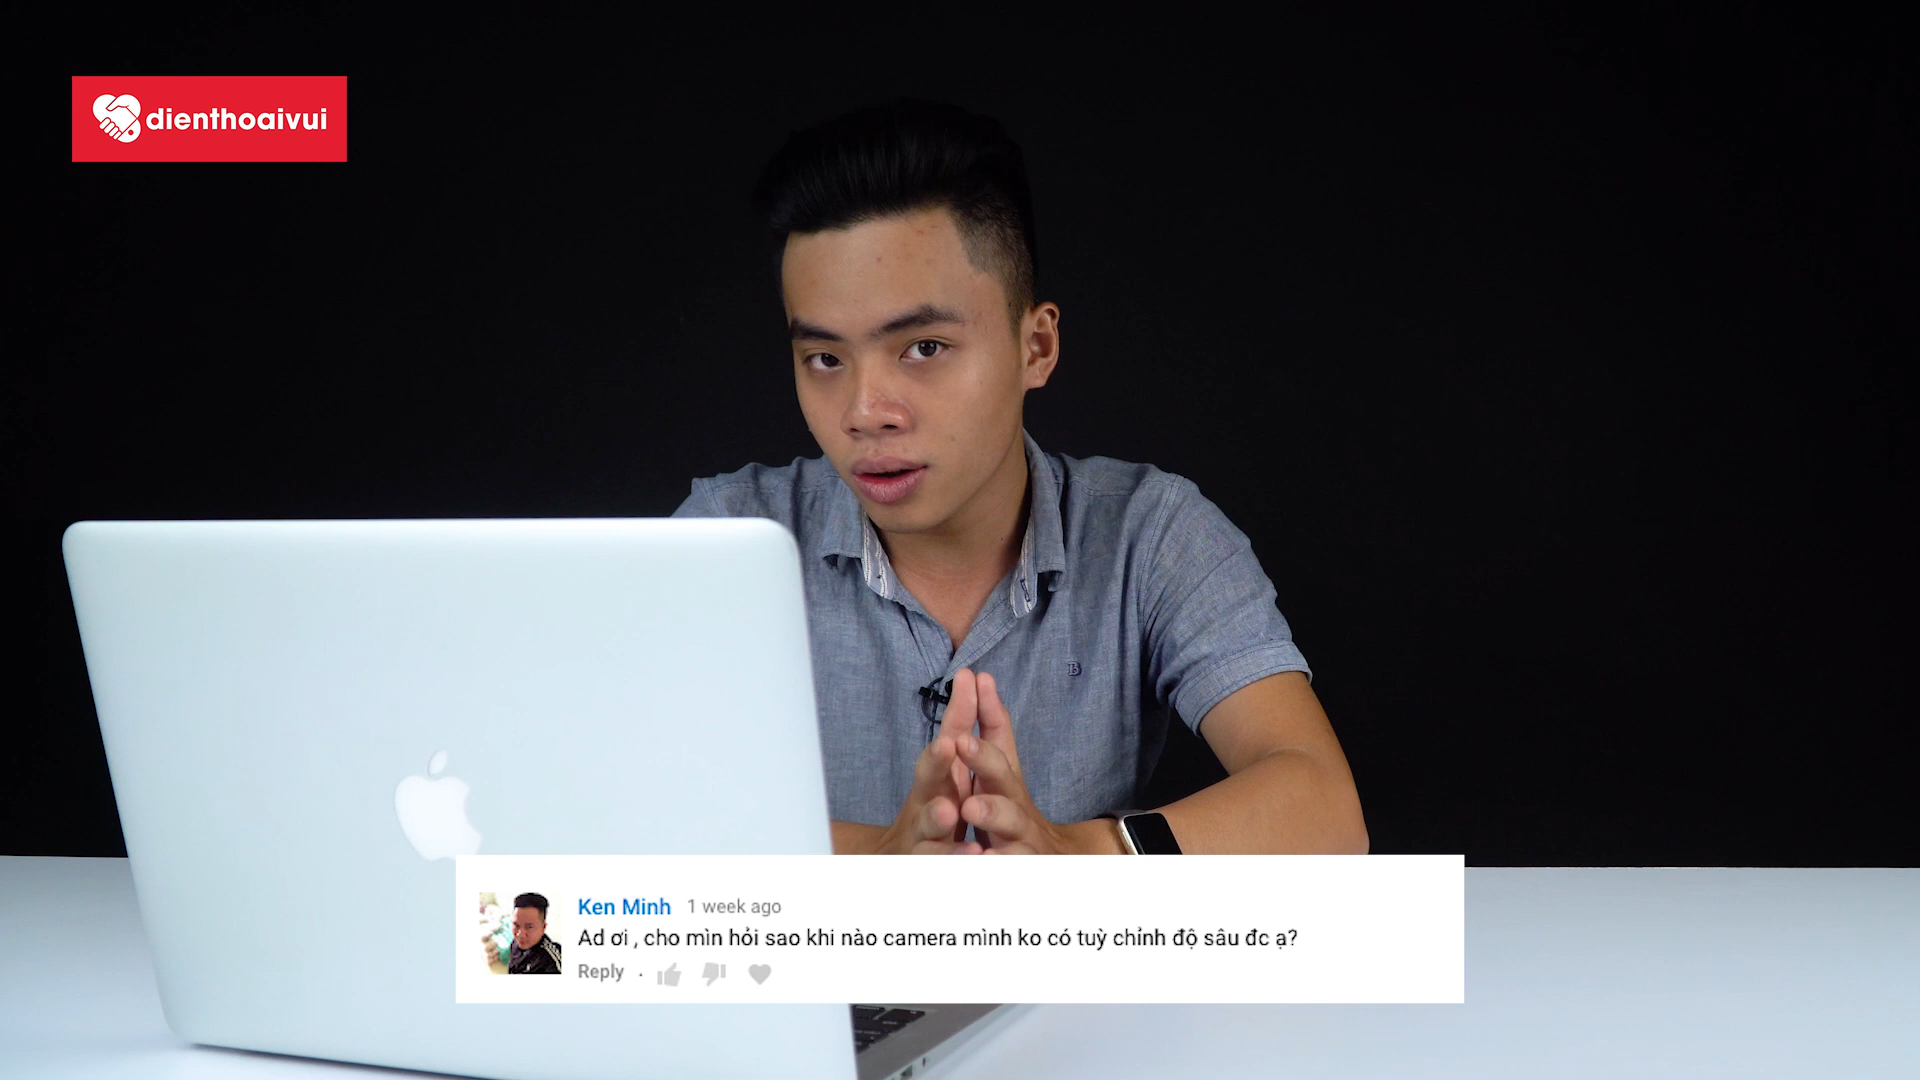 dienthoaivui
B
Ken Minh 1 week ago
Ad ơi , cho mìn hỏi sao khi nào camera mình ko có tuỳ chỉnh độ sâu đc ạ?
Reply .